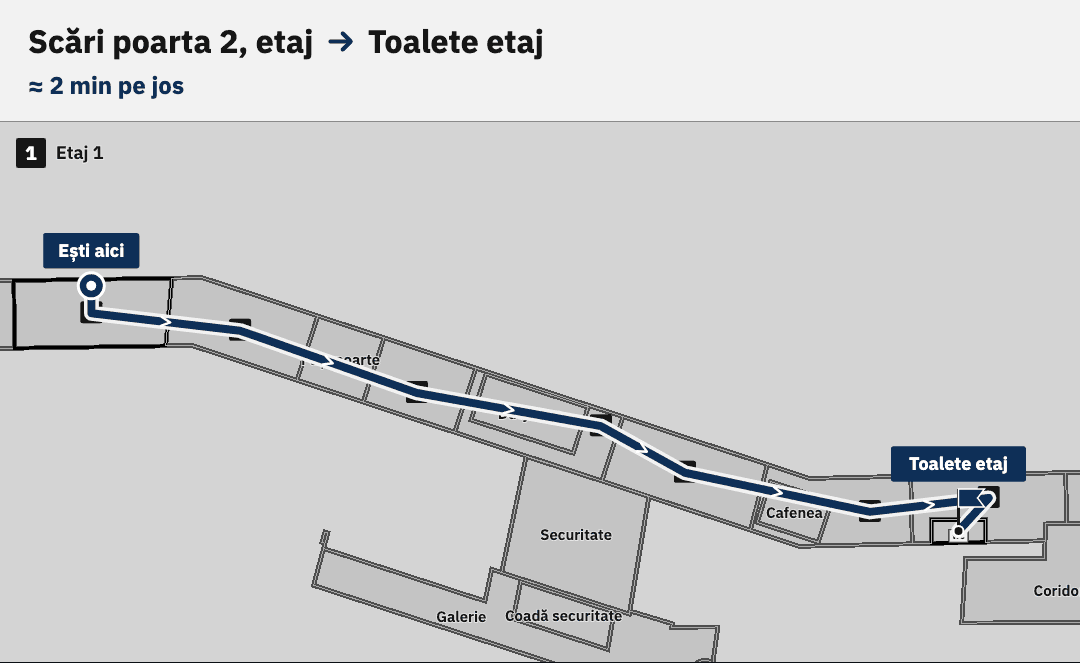 Scări poarta 2, etaj → Toalete etaj
≈ 2 min pe jos
1 Etaj 1
Ești aici
Toalete etaj
Cafenea
Securitate
Galerie
Coadă securitate